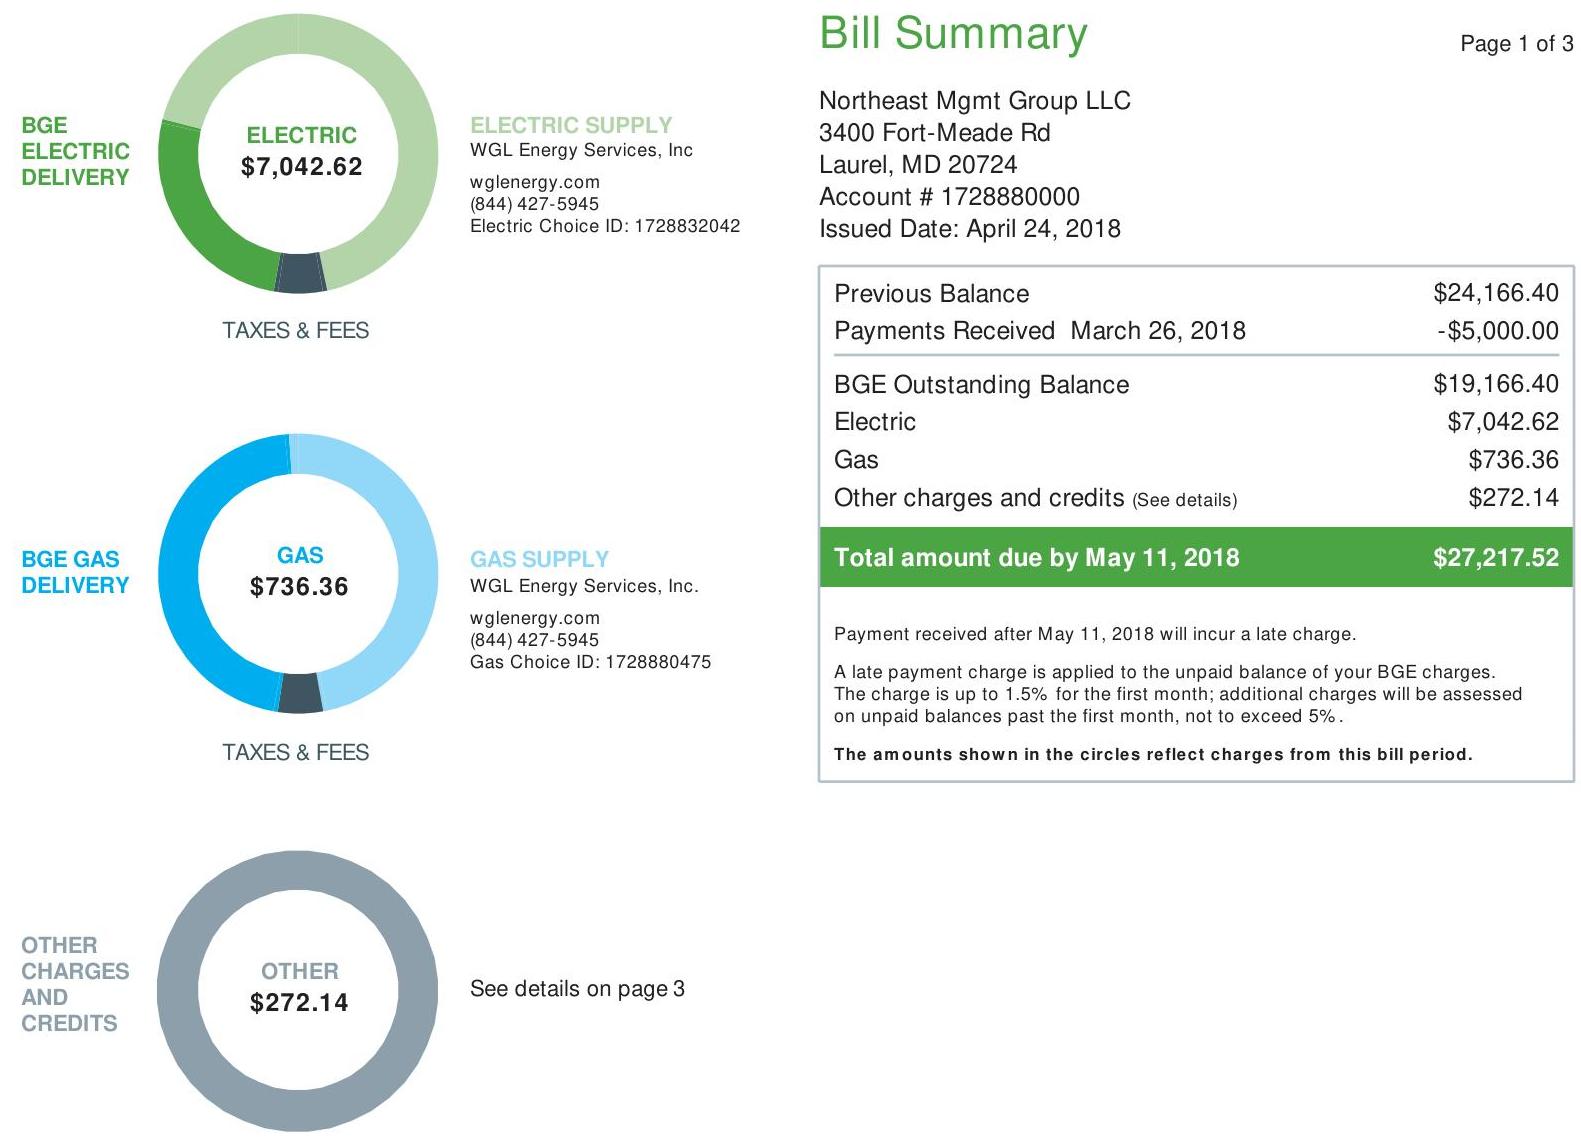 BGE
ELECTRIC
DELIVERY
ELECTRIC
$7,042.62
ELECTRIC SUPPLY
WGL Energy Services, Inc
wglenergy.com
(844) 427-5945
Electric Choice ID: 1728832042
TAXES & FEES
BGE GAS
DELIVERY
GAS
$736.36
GAS SUPPLY
WGL Energy Services, Inc.
wglenergy.com
(844) 427-5945
Gas Choice ID: 1728880475
TAXES & FEES
OTHER
CHARGES
AND
CREDITS
OTHER
$272.14
See details on page 3
Bill Summary
Page 1 of 3
Northeast Mgmt Group LLC
3400 Fort-Meade Rd
Laurel, MD 20724
Account # 1728880000
Issued Date: April 24, 2018
Previous Balance $24,166.40
Payments Received March 26, 2018 -$5,000.00
BGE Outstanding Balance $19,166.40
Electric $7,042.62
Gas $736.36
Other charges and credits (See details) $272.14
Total amount due by May 11, 2018 $27,217.52
Payment received after May 11, 2018 will incur a late charge.
A late payment charge is applied to the unpaid balance of your BGE charges.
The charge is up to 1.5% for the first month; additional charges will be assessed
on unpaid balances past the first month, not to exceed 5%.
The amounts shown in the circles reflect charges from this bill period.